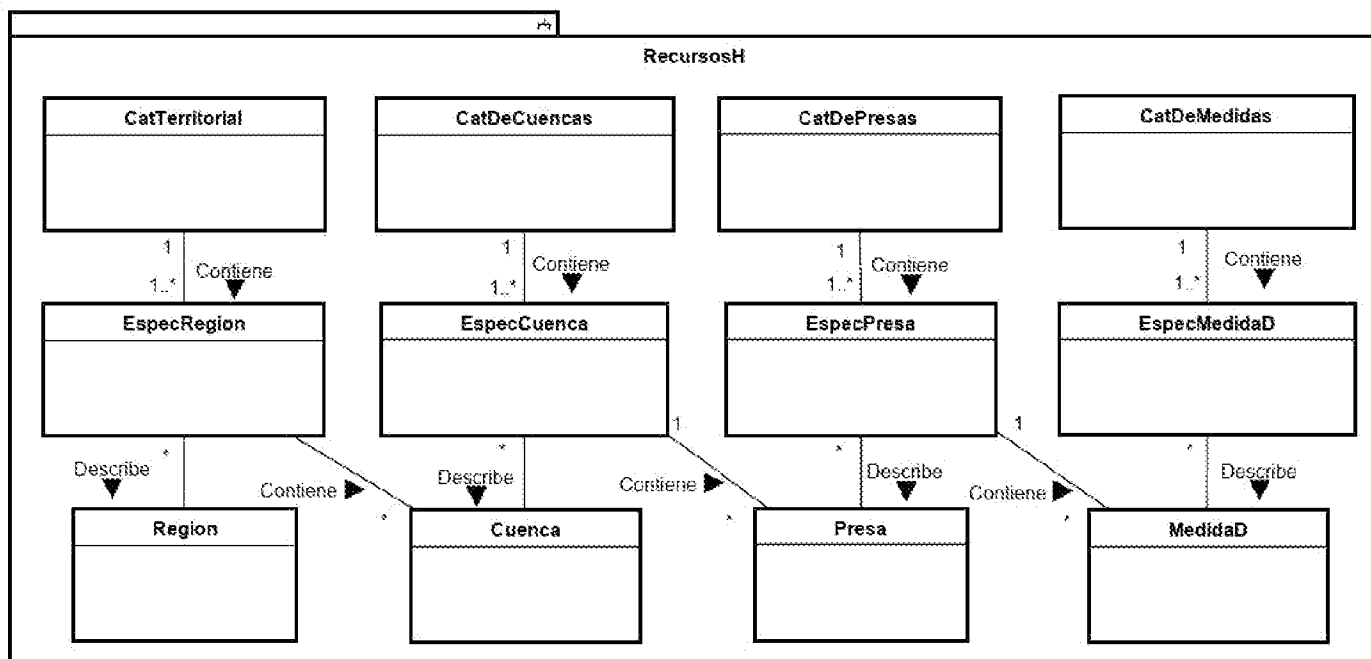 RecursosH
CatTerritorial
CatDeCuencas
CatDePresas
CatDeMedidas
1
Contiene
1..*
1
Contiene
1..*
1
Contiene
1..*
1
Contiene
1..*
EspecRegion
EspecCuenca
EspecPresa
EspecMedidaD
*
Describe
Contiene
*
*
Describe
1..
Contiene
*
*
Describe
1
Contiene
*
*
Describe
Region
Cuenca
Presa
MedidaD